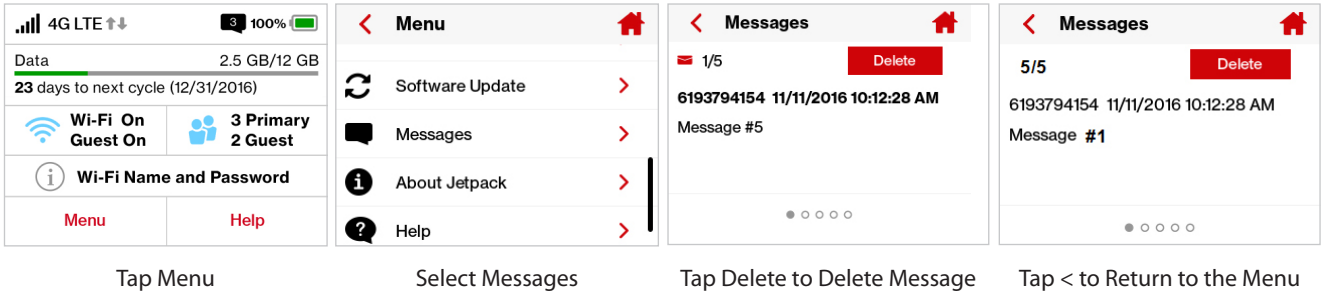 4G LTE 3 100%
Data 2.5 GB/12 GB
23 days to next cycle (12/31/2016)
Wi-Fi On
Guest On
3 Primary
2 Guest
i Wi-Fi Name and Password
Menu Help
Tap Menu
< Menu
Software Update >
Messages >
i About Jetpack >
? Help >
Select Messages
< Messages
1/5 Delete
6193794154 11/11/2016 10:12:28 AM
Message #5
Tap Delete to Delete Message
< Messages
5/5 Delete
6193794154 11/11/2016 10:12:28 AM
Message #1
Tap < to Return to the Menu